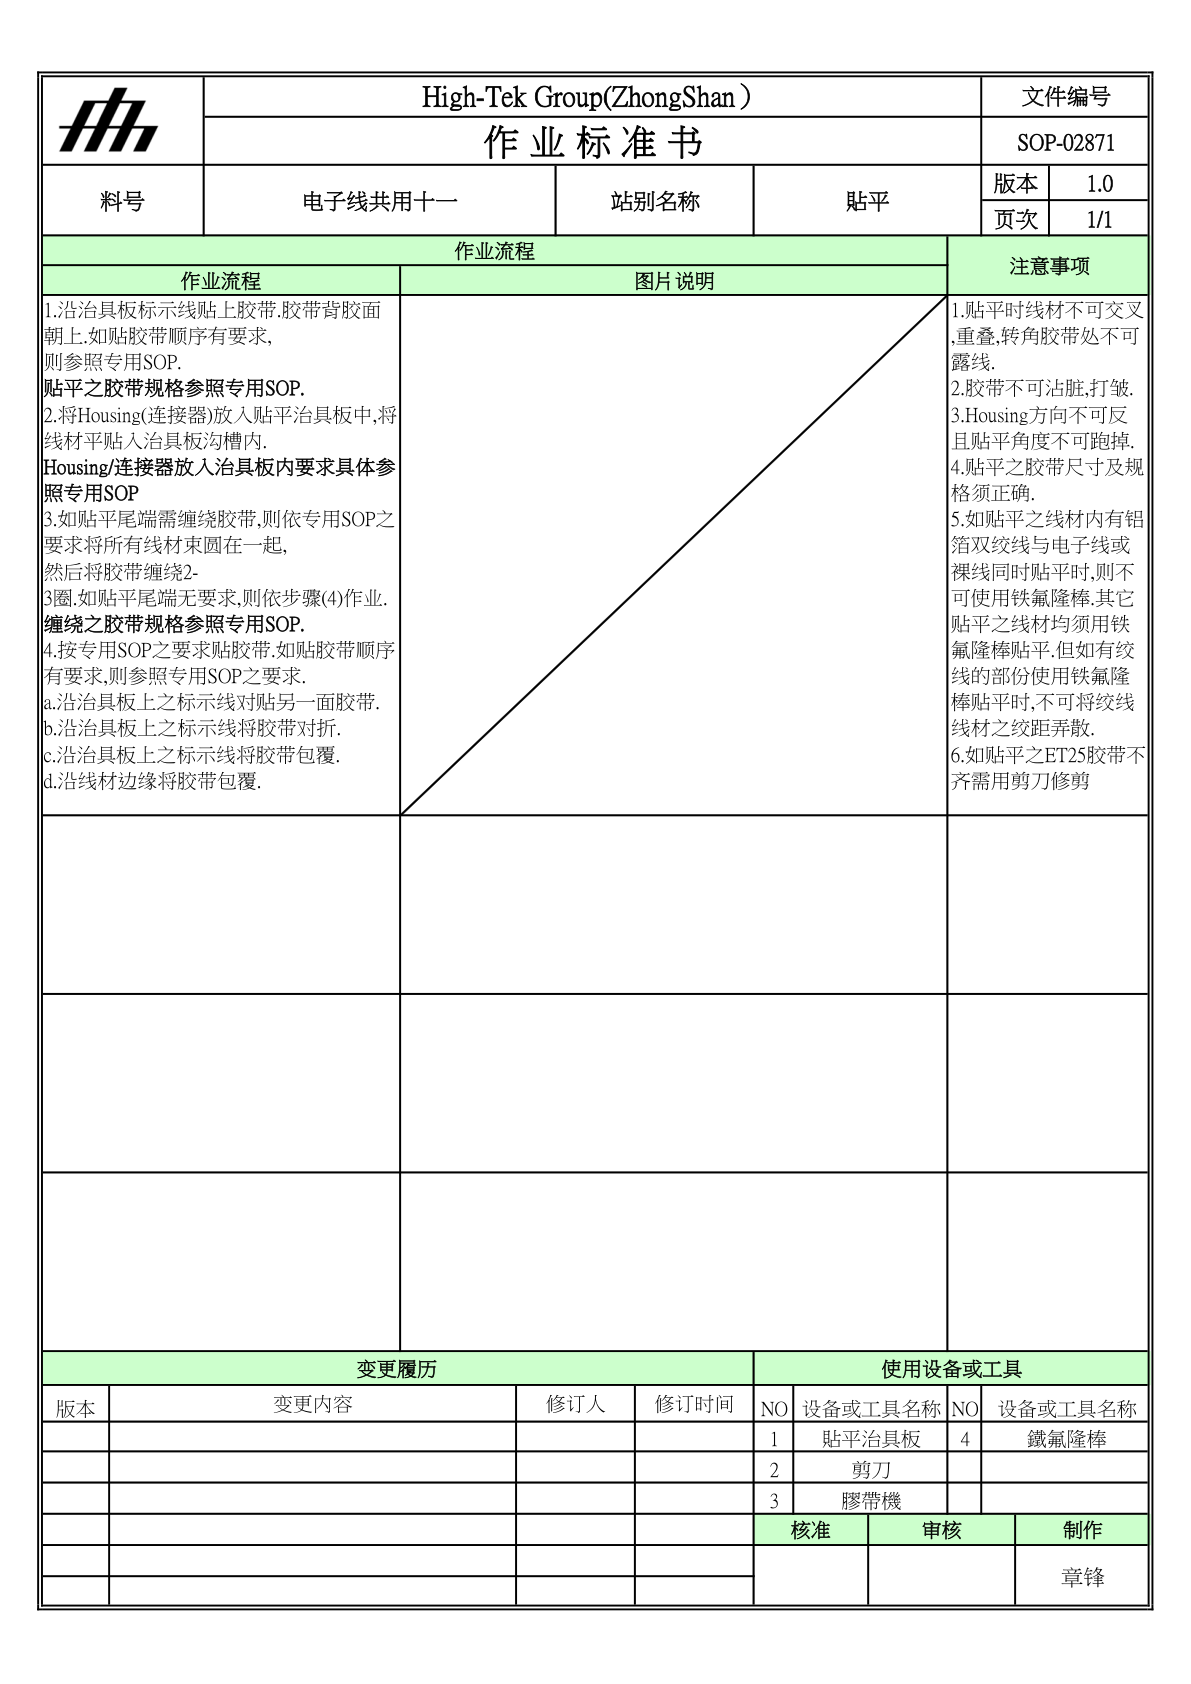 High-Tek Group(ZhongShan）
文件编号
作 业 标 准 书
SOP-02871
料号
电子线共用十一
站别名称
貼平
版本
1.0
页次
1/1
作业流程
注意事项
作业流程
图片说明
1.沿治具板标示线贴上胶带.胶带背胶面
朝上.如贴胶带顺序有要求,
则参照专用SOP.
贴平之胶带规格参照专用SOP.
2.将Housing(连接器)放入贴平治具板中,将
线材平贴入治具板沟槽内.
Housing/连接器放入治具板内要求具体参
照专用SOP
3.如贴平尾端需缠绕胶带,则依专用SOP之
要求将所有线材束圆在一起,
然后将胶带缠绕2-
3圈.如贴平尾端无要求,则依步骤(4)作业.
缠绕之胶带规格参照专用SOP.
4.按专用SOP之要求贴胶带.如贴胶带顺序
有要求,则参照专用SOP之要求.
a.沿治具板上之标示线对贴另一面胶带.
b.沿治具板上之标示线将胶带对折.
c.沿治具板上之标示线将胶带包覆.
d.沿线材边缘将胶带包覆.
1.贴平时线材不可交叉
,重叠,转角胶带处不可
露线.
2.胶带不可沾脏,打皱.
3.Housing方向不可反
且贴平角度不可跑掉.
4.贴平之胶带尺寸及规
格须正确.
5.如贴平之线材内有铝
箔双绞线与电子线或
裸线同时贴平时,则不
可使用铁氟隆棒.其它
贴平之线材均须用铁
氟隆棒贴平.但如有绞
线的部份使用铁氟隆
棒贴平时,不可将绞线
线材之绞距弄散.
6.如贴平之ET25胶带不
齐需用剪刀修剪
变更履历
使用设备或工具
版本
变更内容
修订人
修订时间
NO
设备或工具名称
NO
设备或工具名称
1
貼平治具板
4
鐵氟隆棒
2
剪刀
3
膠帶機
核准
审核
制作
章锋